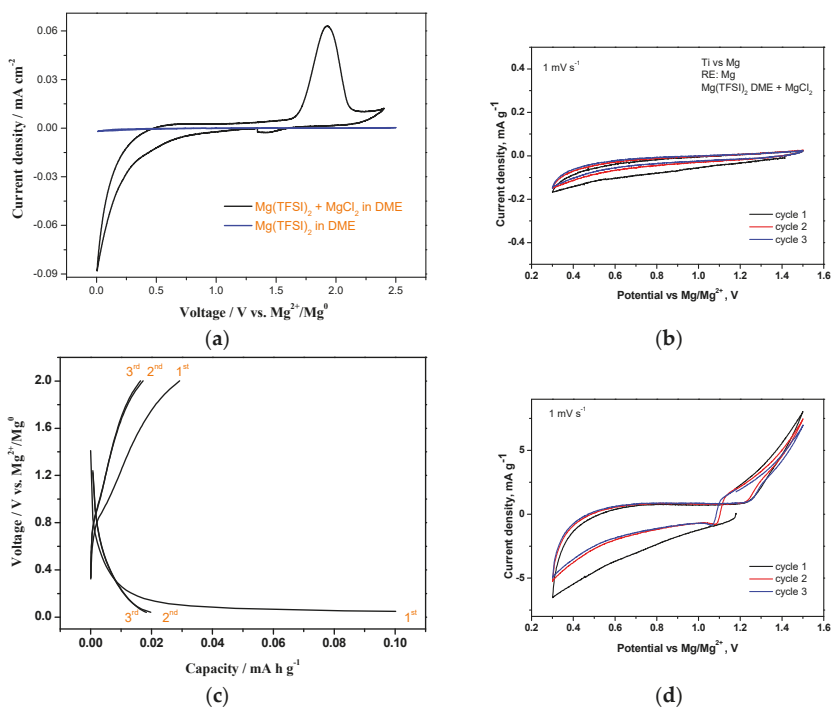 (a)
0.06
0.03
0.00
-0.03
-0.06
-0.09
Current density / mA cm⁻²
Mg(TFSI)₂ + MgCl₂ in DME
Mg(TFSI)₂ in DME
0.0 0.5 1.0 1.5 2.0 2.5
Voltage / V vs. Mg²⁺/Mg⁰
(a)
(b)
1 mV s⁻¹
Ti vs Mg
RE: Mg
Mg(TFSI)₂ DME + MgCl₂
0.4
0.2
0.0
-0.2
-0.4
Current density, mA g⁻¹
cycle 1
cycle 2
cycle 3
0.2 0.4 0.6 0.8 1.0 1.2 1.4 1.6
Potential vs Mg/Mg²⁺, V
(b)
(c)
3ʳᵈ 2ⁿᵈ 1ˢᵗ
2.0
1.6
1.2
0.8
0.4
0.0
Voltage / V vs. Mg²⁺/Mg⁰
3ʳᵈ 2ⁿᵈ 1ˢᵗ
0.00 0.02 0.04 0.06 0.08 0.10
Capacity / mA h g⁻¹
(c)
(d)
1 mV s⁻¹
5
0
-5
Current density, mA g⁻¹
cycle 1
cycle 2
cycle 3
0.2 0.4 0.6 0.8 1.0 1.2 1.4 1.6
Potential vs Mg/Mg²⁺, V
(d)